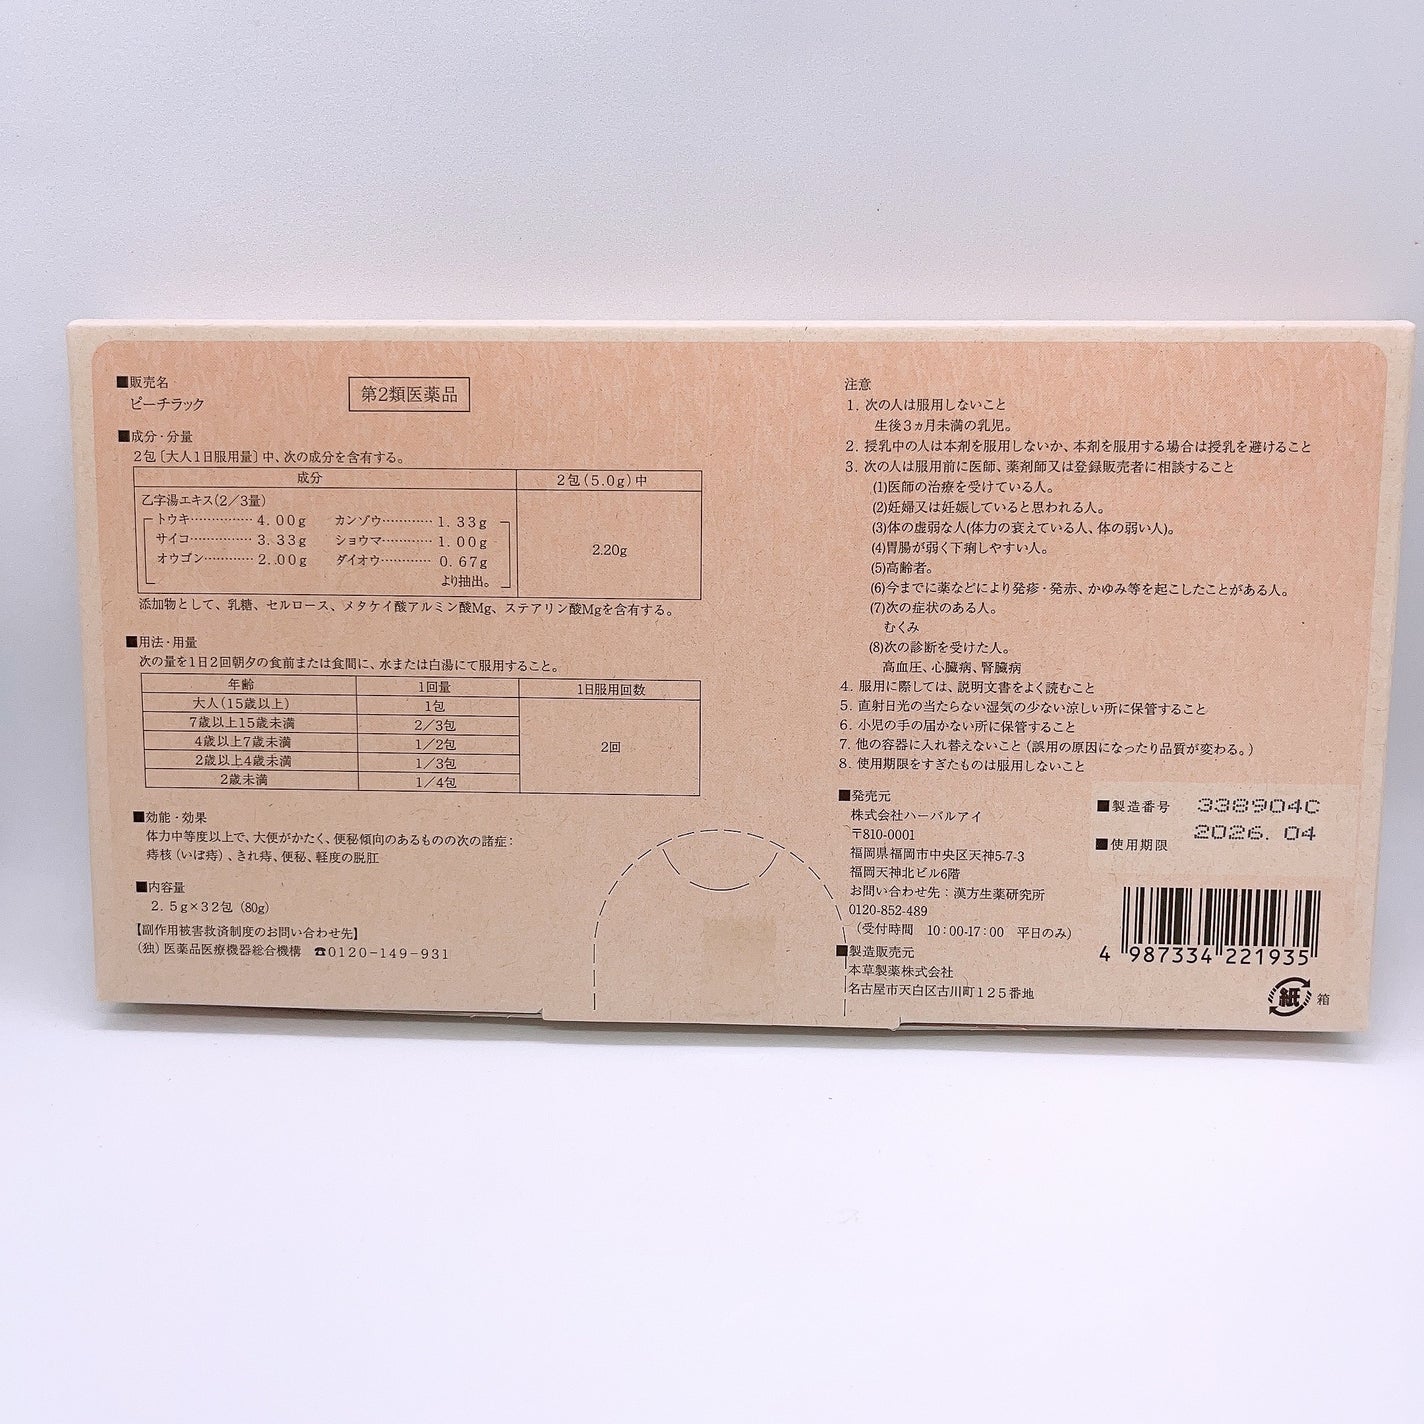 ■販売名
ピーチラック
第2類医薬品
■成分・分量
2包〔大人1日服用量〕中、次の成分を含有する。
成分 2包(5.0g)中
乙字湯エキス(2／3量)
トウキ‥‥‥‥‥ 4.00g カンゾウ‥‥‥‥ 1.33g
サイコ‥‥‥‥‥ 3.33g ショウマ‥‥‥‥ 1.00g
オウゴン‥‥‥‥ 2.00g ダイオウ‥‥‥‥ 0.67g
より抽出。
2.20g
添加物として、乳糖、セルロース、メタケイ酸アルミン酸Mg、ステアリン酸Mgを含有する。
■用法・用量
次の量を1日2回朝夕の食前または食間に、水または白湯にて服用すること。
年齢 1回量 1日服用回数
大人(15歳以上) 1包
7歳以上15歳未満 2／3包
4歳以上7歳未満 1／2包
2歳以上4歳未満 1／3包
2歳未満 1／4包
2回
■効能・効果
体力中等度以上で、大便がかたく、便秘傾向のあるものの次の諸症:
痔核(いぼ痔)、きれ痔、便秘、軽度の脱肛
■内容量
2.5g×32包(80g)
【副作用被害救済制度のお問い合わせ先】
(独)医薬品医療機器総合機構 ☎0120-149-931
注意
1. 次の人は服用しないこと
生後3ヵ月未満の乳児。
2. 授乳中の人は本剤を服用しないか、本剤を服用する場合は授乳を避けること
3. 次の人は服用前に医師、薬剤師又は登録販売者に相談すること
(1)医師の治療を受けている人。
(2)妊婦又は妊娠していると思われる人。
(3)体の虚弱な人(体力の衰えている人、体の弱い人)。
(4)胃腸が弱く下痢しやすい人。
(5)高齢者。
(6)今までに薬などにより発疹・発赤、かゆみ等を起こしたことがある人。
(7)次の症状のある人。
むくみ
(8)次の診断を受けた人。
高血圧、心臓病、腎臓病
4. 服用に際しては、説明文書をよく読むこと
5. 直射日光の当たらない湿気の少ない涼しい所に保管すること
6. 小児の手の届かない所に保管すること
7. 他の容器に入れ替えないこと(誤用の原因になったり品質が変わる。)
8. 使用期限をすぎたものは服用しないこと
■発売元
株式会社ハーバルアイ
〒810-0001
福岡県福岡市中央区天神5-7-3
福岡天神北ビル6階
お問い合わせ先：漢方生薬研究所
0120-852-489
(受付時間 10:00-17:00 平日のみ)
■製造販売元
本草製薬株式会社
名古屋市天白区古川町125番地
■製造番号 338904C
■使用期限 2026.04
4 987334 221935
紙 箱